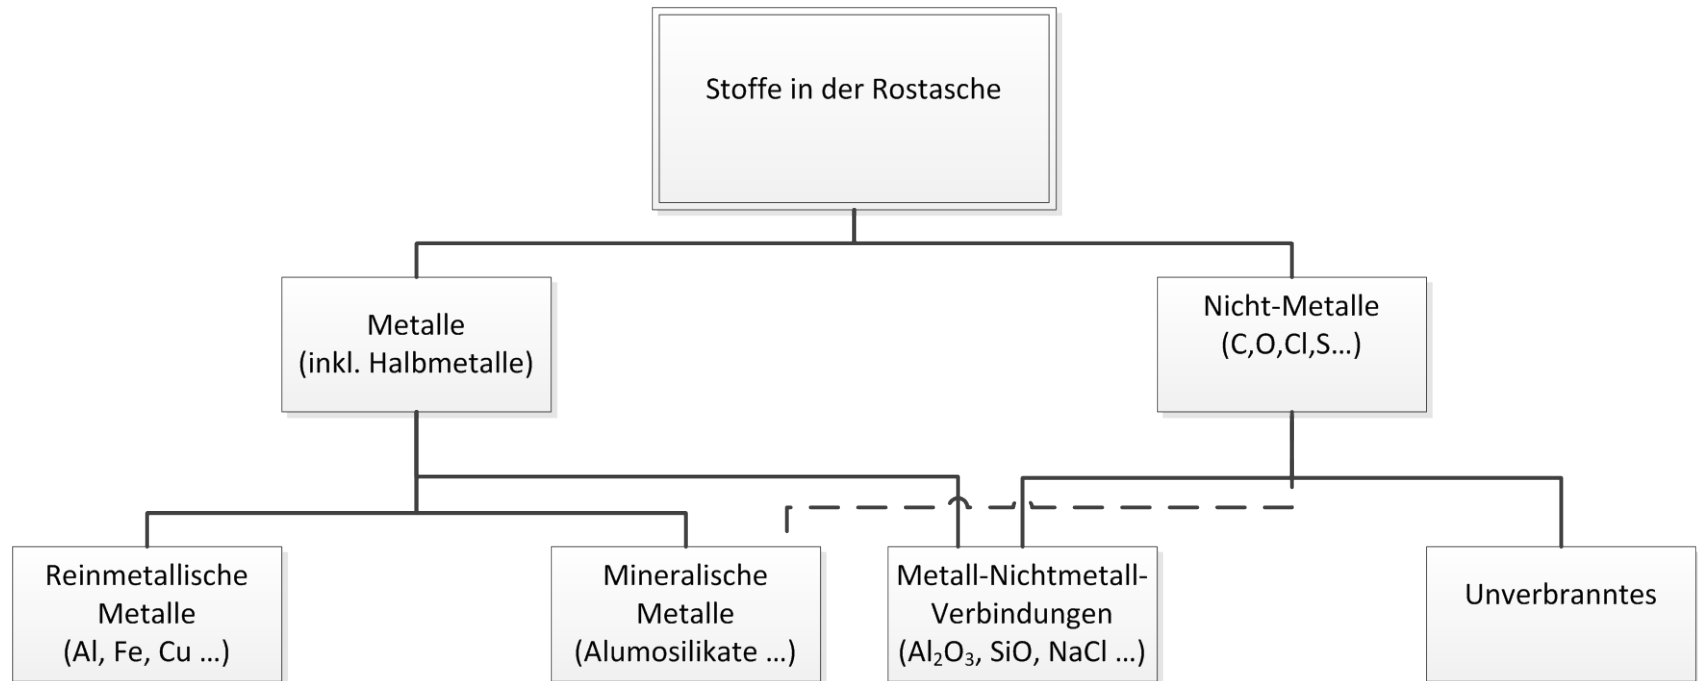 Stoffe in der Rostasche
Metalle
(inkl. Halbmetalle)
Nicht-Metalle
(C,O,Cl,S...)
Reinmetallische
Metalle
(Al, Fe, Cu ...)
Mineralische
Metalle
(Alumosilikate ...)
Metall-Nichtmetall-
Verbindungen
(Al₂O₃, SiO, NaCl ...)
Unverbranntes